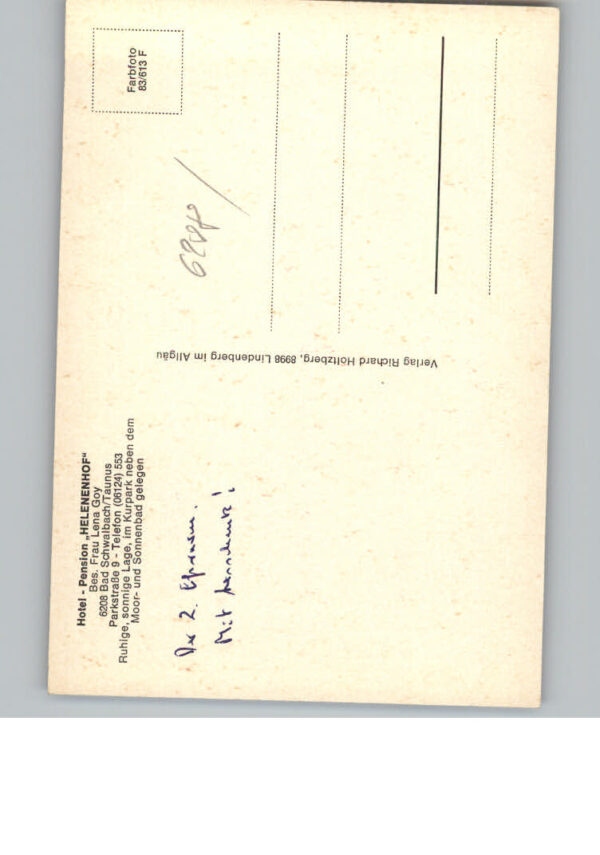 Hotel - Pension „HELENENHOF“
Bes. Frau Lena Goy
6208 Bad Schwalbach/Taunus
Parkstraße 9 - Telefon (06124) 553
Ruhige, sonnige Lage, im Kurpark neben dem
Moor- und Sonnenbad gelegen
2.
Mit
Verlag Richard Holtzberg, 8998 Lindenberg im Allgäu
Farbfoto
83/613 F